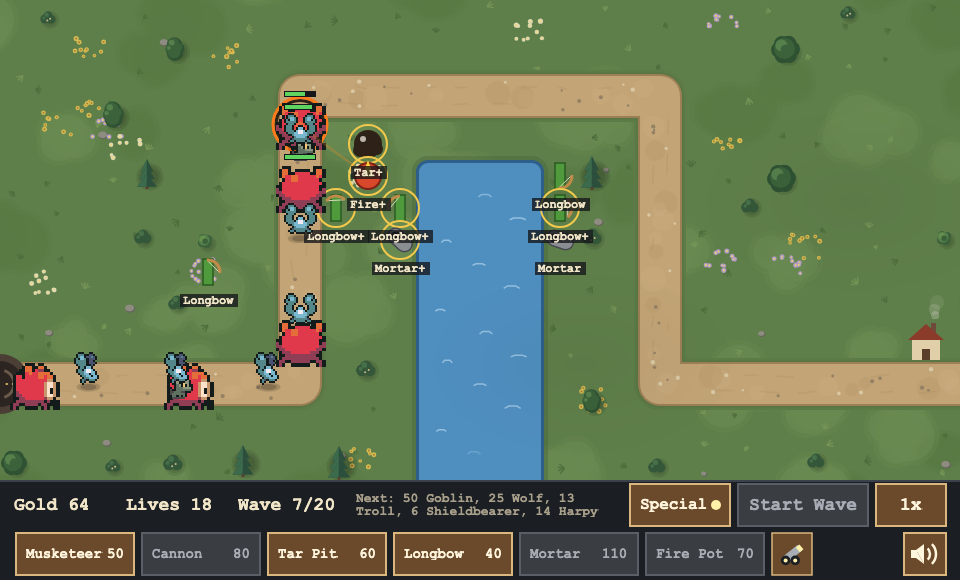 Tar+
Fire+
Longbow+
Longbow+
Mortar+
Longbow
Longbow+
Mortar
Longbow
Gold 64
Lives 18
Wave 7/20
Next: 50 Goblin, 25 Wolf, 13
Troll, 6 Shieldbearer, 14 Harpy
Special
Start Wave
1x
Musketeer 50
Cannon 80
Tar Pit 60
Longbow 40
Mortar 110
Fire Pot 70